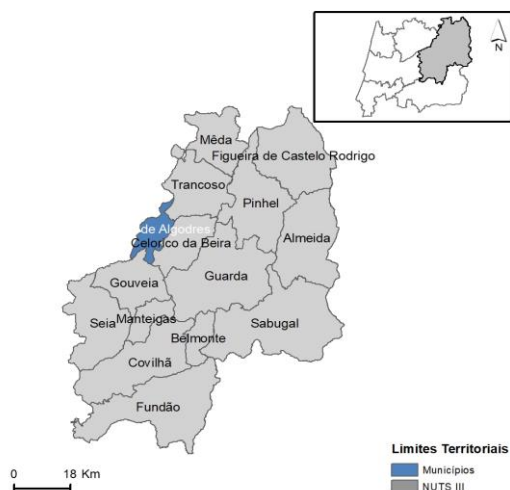 N
Mêda
Figueira de Castelo Rodrigo
Trancoso
Pinhel
de Algodres
Almeida
Celorico da Beira
Guarda
Gouveia
Manteigas
Seia
Sabugal
Belmonte
Covilhã
Fundão
Limites Territoriais
Municípios
NUTS III
0 18 Km